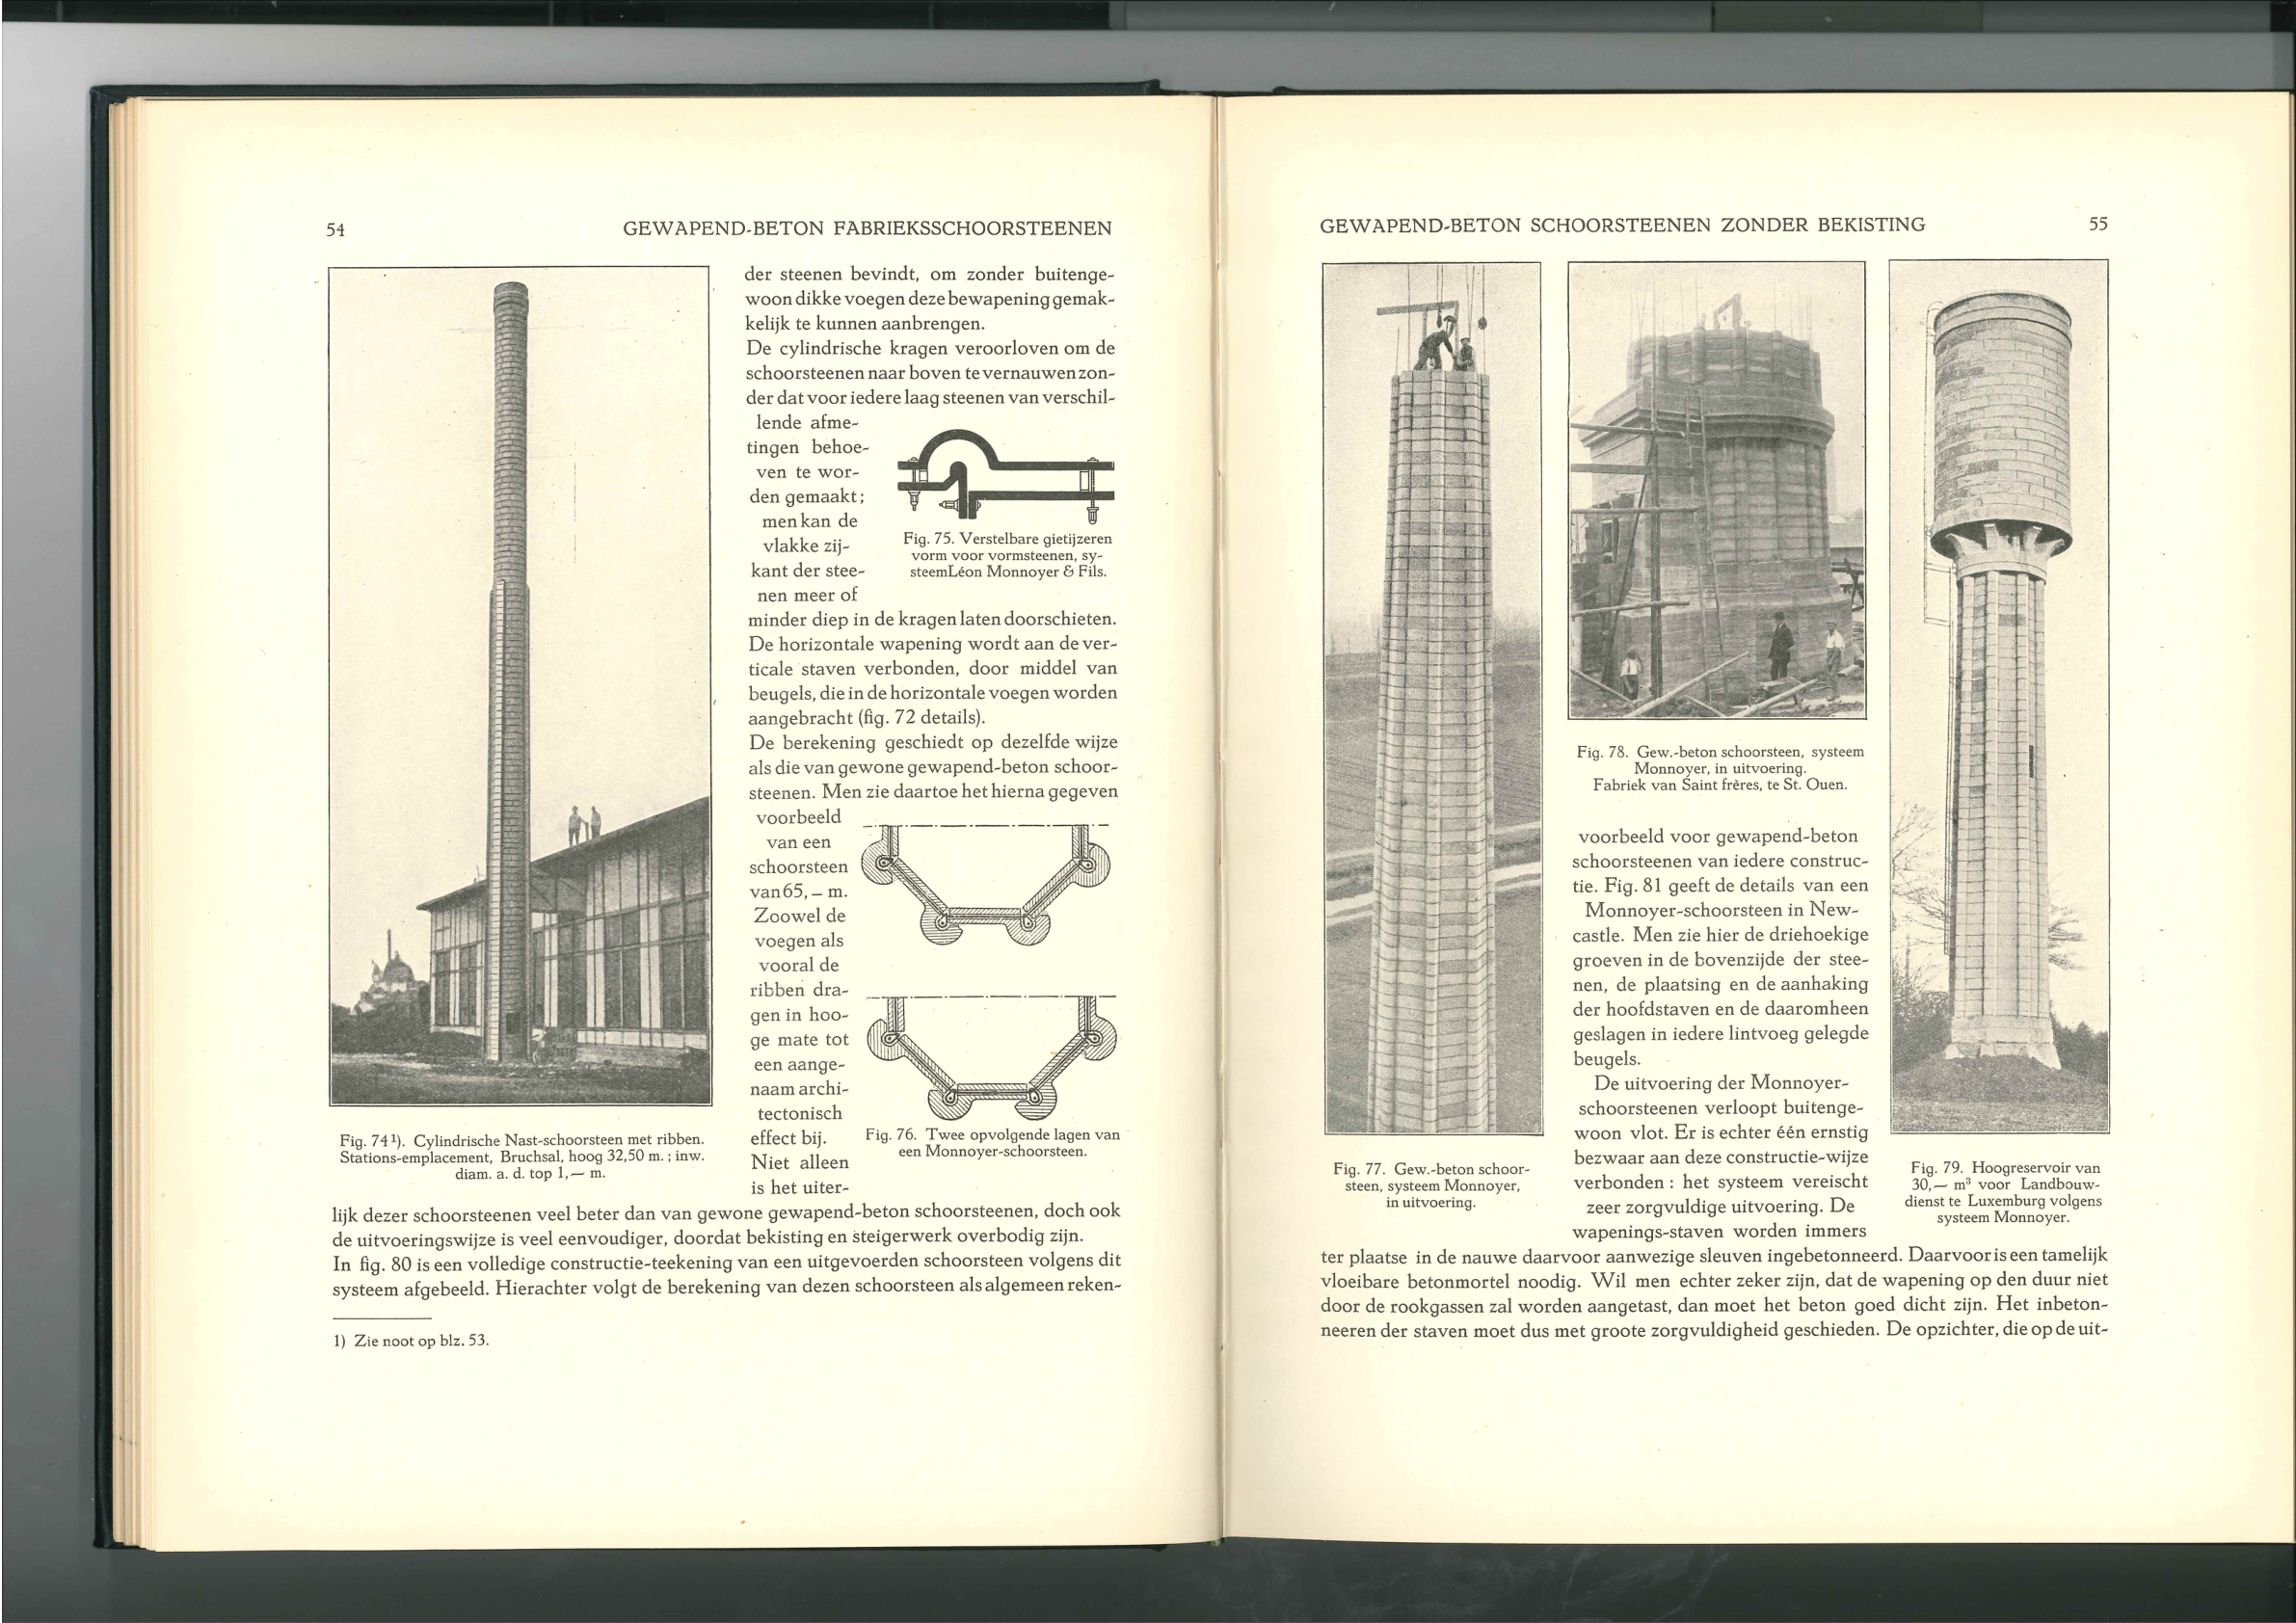 54
GEWAPEND-BETON FABRIEKSSCHOORSTEENEN
der steenen bevindt, om zonder buitenge-
woon dikke voegen deze bewapening gemak-
kelijk te kunnen aanbrengen.
De cylindrische kragen veroorloven om de
schoorsteenen naar boven te vernauwen zon-
der dat voor iedere laag steenen van verschil-
lende afme-
tingen behoe-
ven te wor-
den gemaakt;
men kan de
vlakke zij-
kant der stee-
nen meer of
Fig. 75. Verstelbare gietijzeren
vorm voor vormsteenen, sy-
steem Léon Monnoyer & Fils.
minder diep in de kragen laten doorschieten.
De horizontale wapening wordt aan de ver-
ticale staven verbonden, door middel van
beugels, die in de horizontale voegen worden
aangebracht (fig. 72 details).
De berekening geschiedt op dezelfde wijze
als die van gewone gewapend-beton schoor-
steenen. Men zie daartoe het hierna gegeven
voorbeeld
van een
schoorsteen
van 65,— m.
Zoowel de
voegen als
vooral de
ribben dra-
gen in hoo-
ge mate tot
een aange-
naam archi-
tectonisch
effect bij.
Niet alleen
is het uiter-
Fig. 76. Twee opvolgende lagen van
een Monnoyer-schoorsteen.
Fig. 74 1). Cylindrische Nast-schoorsteen met ribben.
Stations-emplacement, Bruchsal, hoog 32,50 m. ; inw.
diam. a. d. top 1,— m.
lijk dezer schoorsteenen veel beter dan van gewone gewapend-beton schoorsteenen, doch ook
de uitvoeringswijze is veel eenvoudiger, doordat bekisting en steigerwerk overbodig zijn.
In fig. 80 is een volledige constructie-teekening van een uitgevoerden schoorsteen volgens dit
systeem afgebeeld. Hierachter volgt de berekening van dezen schoorsteen als algemeen reken-
1) Zie noot op blz. 53.
GEWAPEND-BETON SCHOORSTEENEN ZONDER BEKISTING
55
Fig. 78. Gew.-beton schoorsteen, systeem
Monnoyer, in uitvoering.
Fabriek van Saint frères, te St. Ouen.
voorbeeld voor gewapend-beton
schoorsteenen van iedere construc-
tie. Fig. 81 geeft de details van een
Monnoyer-schoorsteen in New-
castle. Men zie hier de driehoekige
groeven in de bovenzijde der stee-
nen, de plaatsing en de aanhaking
der hoofdstaven en de daaromheen
geslagen in iedere lintvoeg gelegde
beugels.
De uitvoering der Monnoyer-
schoorsteenen verloopt buitenge-
woon vlot. Er is echter één ernstig
bezwaar aan deze constructie-wijze
verbonden : het systeem vereischt
zeer zorgvuldige uitvoering. De
wapenings-staven worden immers
Fig. 77. Gew.-beton schoor-
steen, systeem Monnoyer,
in uitvoering.
Fig. 79. Hoogreservoir van
30,— m³ voor Landbouw-
dienst te Luxemburg volgens
systeem Monnoyer.
ter plaatse in de nauwe daarvoor aanwezige sleuven ingebetonneerd. Daarvoor is een tamelijk
vloeibare betonmortel noodig. Wil men echter zeker zijn, dat de wapening op den duur niet
door de rookgassen zal worden aangetast, dan moet het beton goed dicht zijn. Het inbeton-
neeren der staven moet dus met groote zorgvuldigheid geschieden. De opzichter, die op de uit-